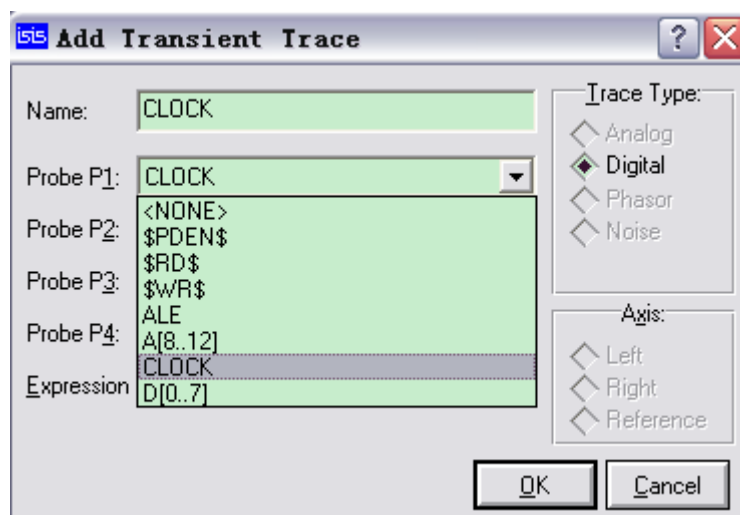 isis Add Transient Trace
Name: CLOCK
Probe P1: CLOCK
<NONE>
$PDEN$
$RD$
$WR$
ALE
A[8..12]
CLOCK
D[0..7]
Probe P2:
Probe P3:
Probe P4:
Expression
Trace Type:
Analog
Digital
Phasor
Noise
Axis:
Left
Right
Reference
OK
Cancel